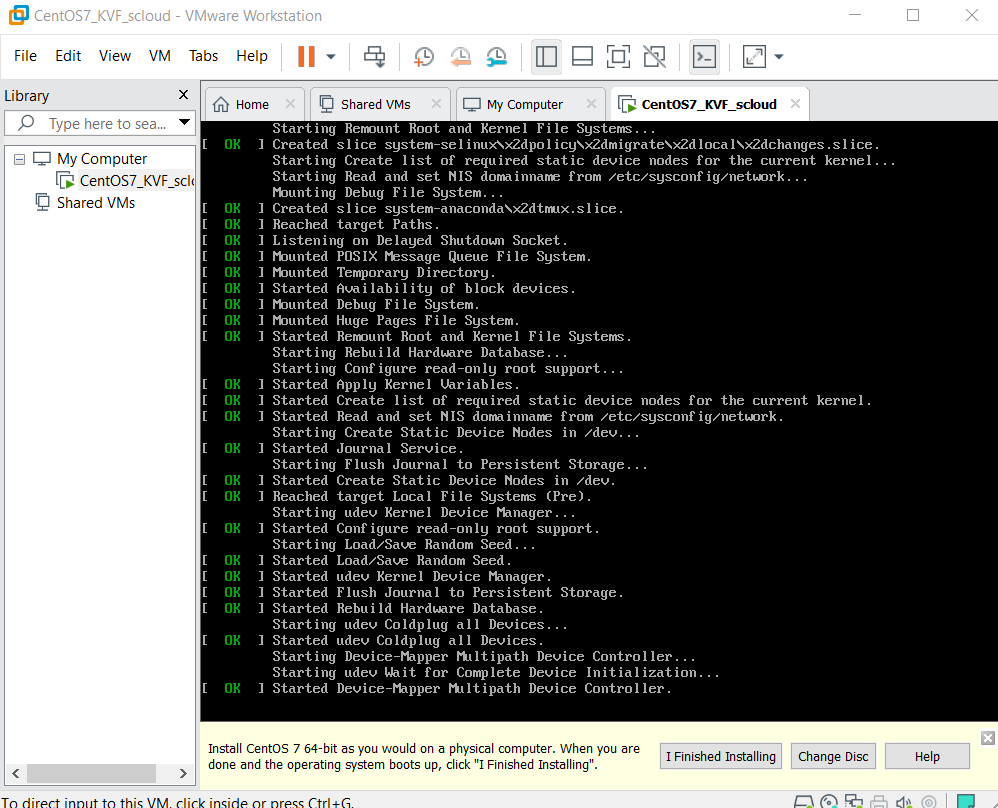 CentOS7_KVF_scloud - VMware Workstation
File Edit View VM Tabs Help
Library
Type here to sea...
My Computer
CentOS7_KVF_scl
Shared VMs
Home
Shared VMs
My Computer
CentOS7_KVF_scloud
Starting Remount Root and Kernel File Systems...
[ OK ] Created slice system-selinux\x2dpolicy\x2dmigrate\x2dlocal\x2dchanges.slice.
Starting Create list of required static device nodes for the current kernel...
Starting Read and set NIS domainname from /etc/sysconfig/network...
Mounting Debug File System...
[ OK ] Created slice system-anaconda\x2dtmux.slice.
[ OK ] Reached target Paths.
[ OK ] Listening on Delayed Shutdown Socket.
[ OK ] Mounted POSIX Message Queue File System.
[ OK ] Mounted Temporary Directory.
[ OK ] Started Availability of block devices.
[ OK ] Mounted Debug File System.
[ OK ] Mounted Huge Pages File System.
[ OK ] Started Remount Root and Kernel File Systems.
Starting Rebuild Hardware Database...
Starting Configure read-only root support...
[ OK ] Started Apply Kernel Variables.
[ OK ] Started Create list of required static device nodes for the current kernel.
[ OK ] Started Read and set NIS domainname from /etc/sysconfig/network.
Starting Create Static Device Nodes in /dev...
[ OK ] Started Journal Service.
Starting Flush Journal to Persistent Storage...
[ OK ] Started Create Static Device Nodes in /dev.
[ OK ] Reached target Local File Systems (Pre).
Starting udev Kernel Device Manager...
[ OK ] Started Configure read-only root support.
Starting Load/Save Random Seed...
[ OK ] Started Load/Save Random Seed.
[ OK ] Started udev Kernel Device Manager.
[ OK ] Started Flush Journal to Persistent Storage.
[ OK ] Started Rebuild Hardware Database.
Starting udev Coldplug all Devices...
[ OK ] Started udev Coldplug all Devices.
Starting Device-Mapper Multipath Device Controller...
Starting udev Wait for Complete Device Initialization...
[ OK ] Started Device-Mapper Multipath Device Controller.
Install CentOS 7 64-bit as you would on a physical computer. When you are
done and the operating system boots up, click "I Finished Installing".
I Finished Installing
Change Disc
Help
To direct input to this VM, click inside or press Ctrl+G.